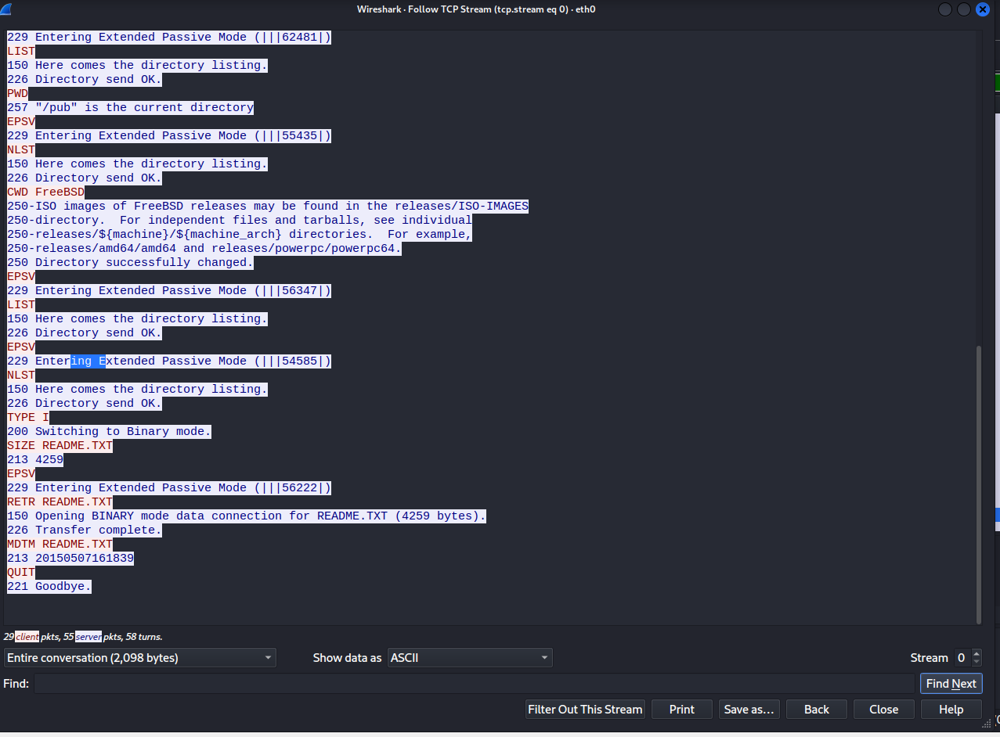 Wireshark · Follow TCP Stream (tcp.stream eq 0) · eth0
229 Entering Extended Passive Mode (|||62481|)
LIST
150 Here comes the directory listing.
226 Directory send OK.
PWD
257 "/pub" is the current directory
EPSV
229 Entering Extended Passive Mode (|||55435|)
NLST
150 Here comes the directory listing.
226 Directory send OK.
CWD FreeBSD
250-ISO images of FreeBSD releases may be found in the releases/ISO-IMAGES
250-directory.  For independent files and tarballs, see individual
250-releases/${machine}/${machine_arch} directories.  For example,
250-releases/amd64/amd64 and releases/powerpc/powerpc64.
250 Directory successfully changed.
EPSV
229 Entering Extended Passive Mode (|||56347|)
LIST
150 Here comes the directory listing.
226 Directory send OK.
EPSV
229 Entering Extended Passive Mode (|||54585|)
NLST
150 Here comes the directory listing.
226 Directory send OK.
TYPE I
200 Switching to Binary mode.
SIZE README.TXT
213 4259
EPSV
229 Entering Extended Passive Mode (|||56222|)
RETR README.TXT
150 Opening BINARY mode data connection for README.TXT (4259 bytes).
226 Transfer complete.
MDTM README.TXT
213 20150507161839
QUIT
221 Goodbye.
29 client pkts, 55 server pkts, 58 turns.
Entire conversation (2,098 bytes) Show data as ASCII Stream 0
Find: Find Next
Filter Out This Stream Print Save as... Back Close Help